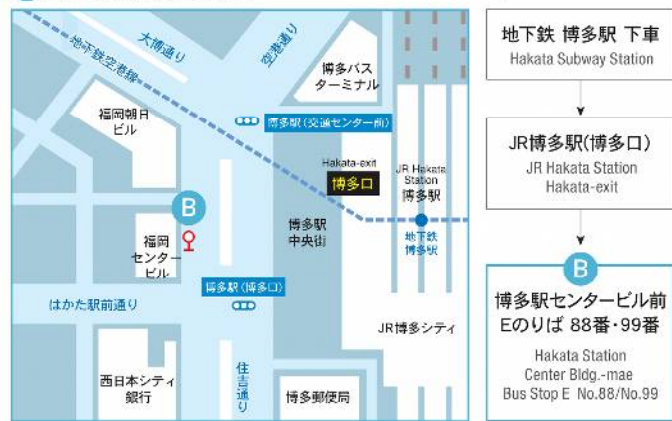 大博通り
空港通り
地下鉄空港線
博多バス
ターミナル
福岡朝日
ビル
博多駅(交通センター前)
Hakata-exit
博多口
JR Hakata
Station
博多駅
B
福岡
センター
ビル
博多駅
中央街
地下鉄
博多駅
博多駅(博多口)
はかた駅前通り
JR博多シティ
西日本シティ
銀行
住吉通り
博多郵便局
地下鉄 博多駅 下車
Hakata Subway Station
JR博多駅(博多口)
JR Hakata Station
Hakata-exit
B
博多駅センタービル前
Eのりば 88番・99番
Hakata Station
Center Bldg.-mae
Bus Stop E No.88/No.99